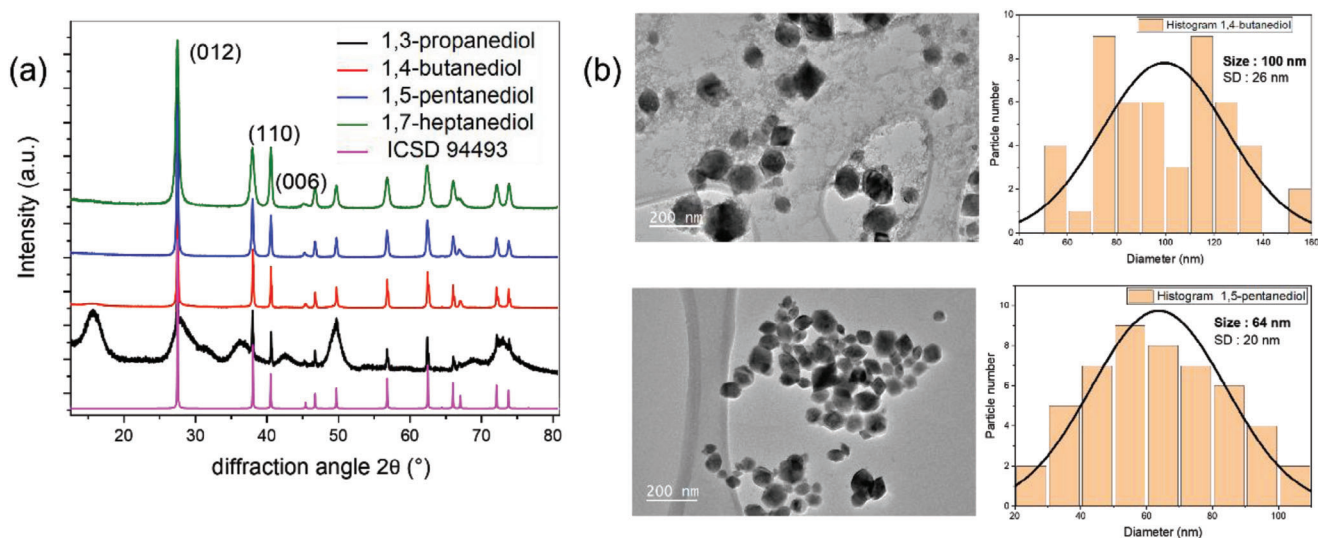 (a)
Intensity (a.u.)
(012)
(110)
(006)
1,3-propanediol
1,4-butanediol
1,5-pentanediol
1,7-heptanediol
ICSD 94493
20 30 40 50 60 70 80
diffraction angle 2θ (°)
(b)
200 nm
Particle number
10
8
6
4
2
0
Histogram 1,4-butanediol
Size : 100 nm
SD : 26 nm
40 60 80 100 120 140 160
Diameter (nm)
200 nm
Particle number
10
8
6
4
2
0
Histogram 1,5-pentanediol
Size : 64 nm
SD : 20 nm
20 40 60 80 100
Diameter (nm)